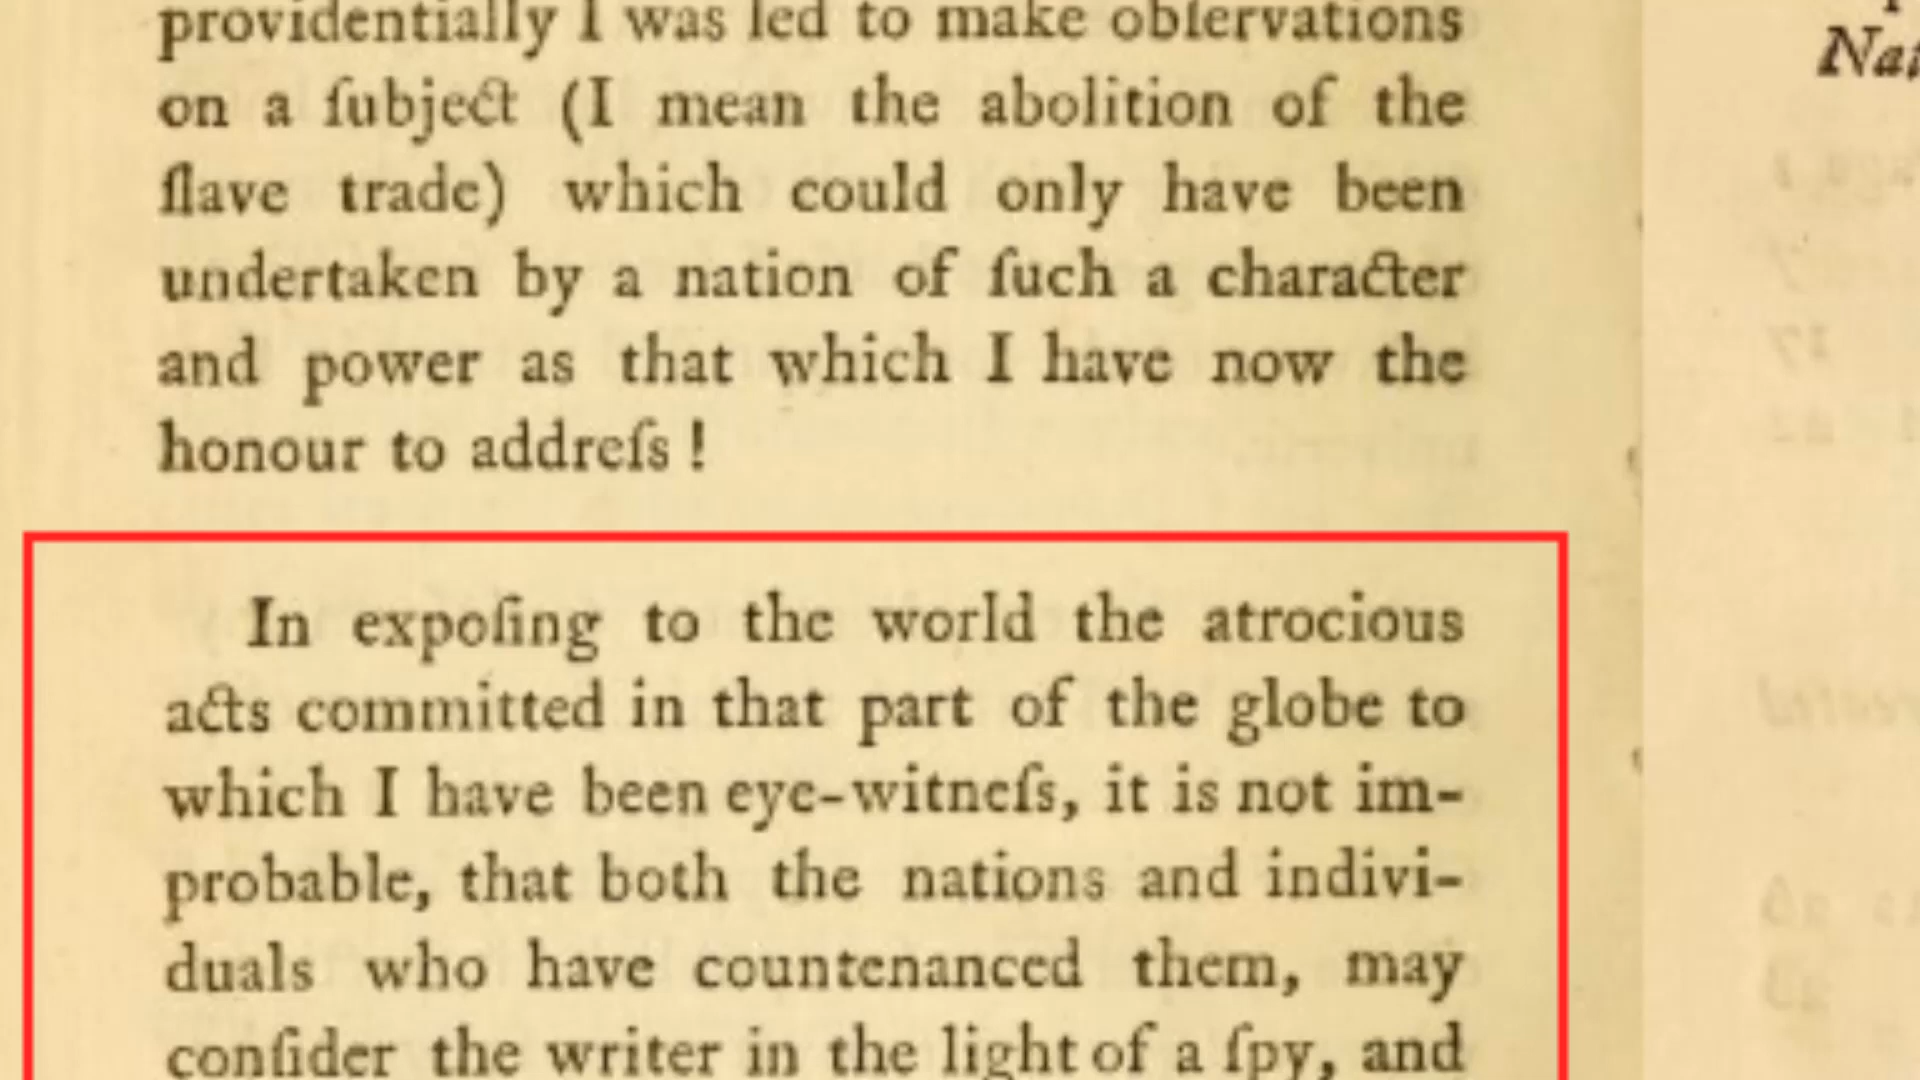 providentially I was led to make obſervations
on a ſubject (I mean the abolition of the
ſlave trade) which could only have been
undertaken by a nation of ſuch a character
and power as that which I have now the
honour to addreſs !
In expoſing to the world the atrocious
acts committed in that part of the globe to
which I have been eye-witneſs, it is not im-
probable, that both the nations and indivi-
duals who have countenanced them, may
conſider the writer in the light of a ſpy, and